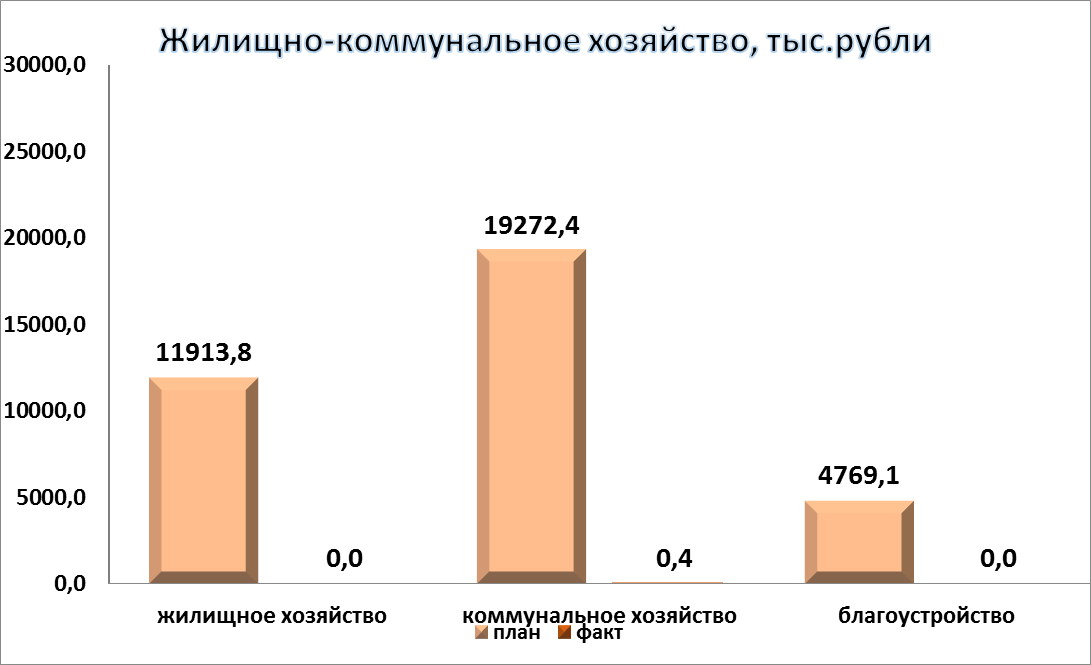 Жилищно-коммунальное хозяйство, тыс.рубли
30000,0
25000,0
20000,0
15000,0
10000,0
5000,0
0,0
11913,8
0,0
19272,4
0,4
4769,1
0,0
жилищное хозяйство
коммунальное хозяйство
благоустройство
план
факт